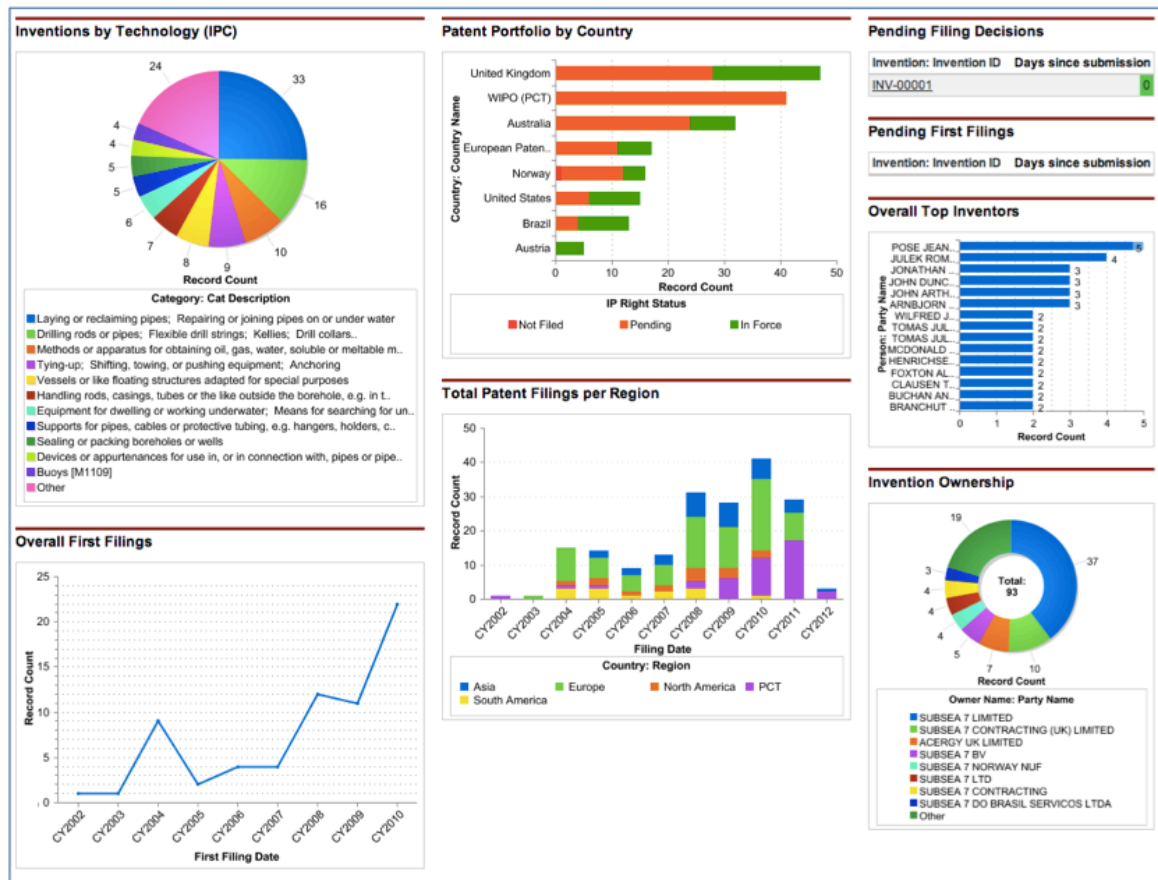 Inventions by Technology (IPC)
24
33
4
4
5
5
6
7
8
9
10
16
Record Count
Category: Cat Description
Laying or reclaiming pipes; Repairing or joining pipes on or under water
Drilling rods or pipes; Flexible drill strings; Kellies; Drill collars..
Methods or apparatus for obtaining oil, gas, water, soluble or meltable m..
Tying-up; Shifting, towing, or pushing equipment; Anchoring
Vessels or like floating structures adapted for special purposes
Handling rods, casings, tubes or the like outside the borehole, e.g. in t..
Equipment for dwelling or working underwater; Means for searching for un..
Supports for pipes, cables or protective tubing, e.g. hangers, holders, c..
Sealing or packing boreholes or wells
Devices or appurtenances for use in, or in connection with, pipes or pipe..
Buoys [M1109]
Other
Overall First Filings
25
20
15
10
5
0
Record Count
CY2002
CY2003
CY2004
CY2005
CY2006
CY2007
CY2008
CY2009
CY2010
First Filing Date
Patent Portfolio by Country
Country: Country Name
United Kingdom
WIPO (PCT)
Australia
European Paten..
Norway
United States
Brazil
Austria
0 10 20 30 40 50
Record Count
IP Right Status
Not Filed Pending In Force
Total Patent Filings per Region
50
40
30
20
10
0
Record Count
CY2002
CY2003
CY2004
CY2005
CY2006
CY2007
CY2008
CY2009
CY2010
CY2011
CY2012
Filing Date
Country: Region
Asia Europe North America PCT
South America
Pending Filing Decisions
Invention: Invention ID Days since submission
INV-00001 0
Pending First Filings
Invention: Invention ID Days since submission
Overall Top Inventors
Person: Party Name
POSE JEAN.. 5
JULEK ROM.. 4
JONATHAN .. 3
JOHN DUNC.. 3
JOHN ARTH.. 3
ARNBJORN .. 3
WILFRED J.. 2
TOMAS JUL.. 2
TOMAS JUL.. 2
MCDONALD .. 2
HENRICHSE.. 2
FOXTON AL.. 2
CLAUSEN T.. 2
BUCHAN AN.. 2
BRANCHUT .. 2
0 1 2 3 4 5
Record Count
Invention Ownership
19
37
3
4
4
4
5
7
10
Total:
93
Record Count
Owner Name: Party Name
SUBSEA 7 LIMITED
SUBSEA 7 CONTRACTING (UK) LIMITED
ACERGY UK LIMITED
SUBSEA 7 BV
SUBSEA 7 NORWAY NUF
SUBSEA 7 LTD
SUBSEA 7 CONTRACTING
SUBSEA 7 DO BRASIL SERVICOS LTDA
Other